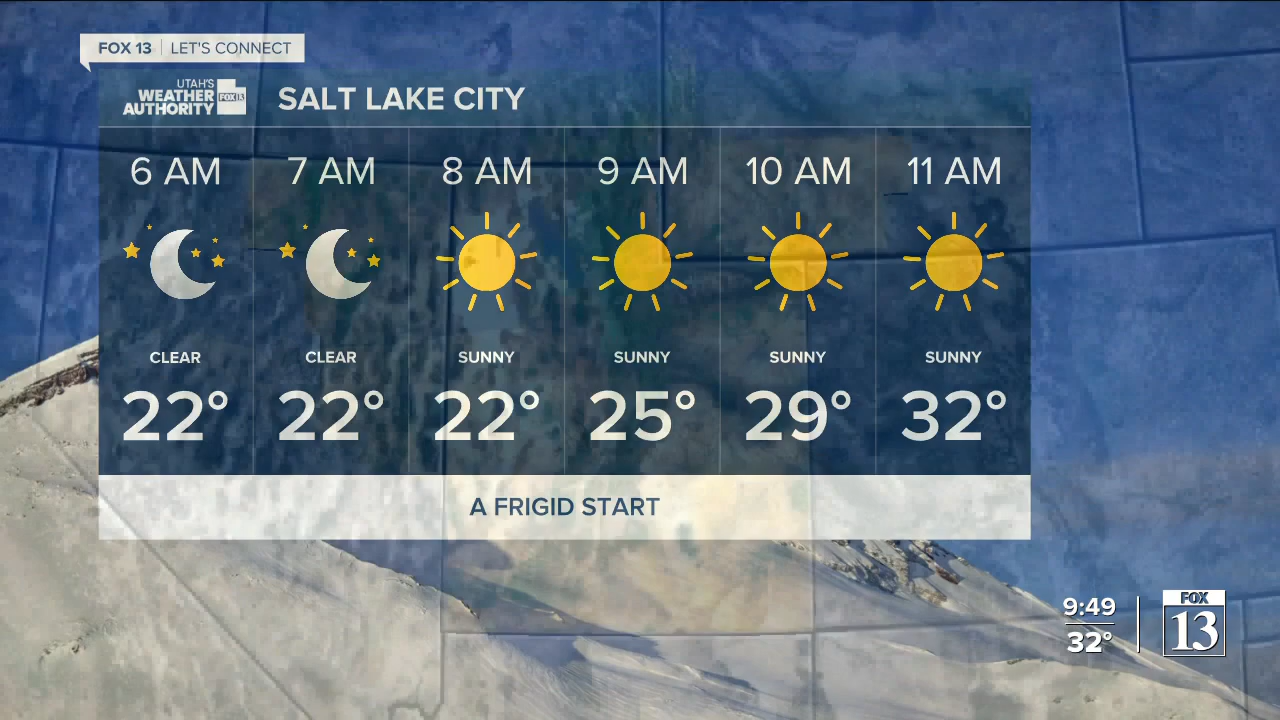 FOX 13 | LET'S CONNECT
UTAH'S
WEATHER
AUTHORITY
FOX 13
SALT LAKE CITY
6 AM 7 AM 8 AM 9 AM 10 AM 11 AM
CLEAR CLEAR SUNNY SUNNY SUNNY SUNNY
22° 22° 22° 25° 29° 32°
A FRIGID START
9:49
32°
FOX
13